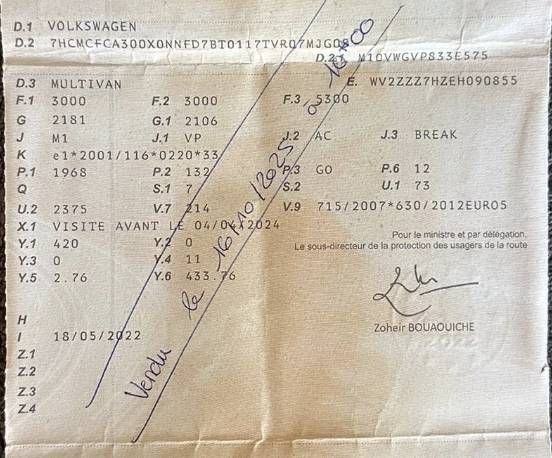 D.1 VOLKSWAGEN
D.2 7HCMCFCA300X0NNFD7BT0117TVR07MJG08
D.2.1 M10VWGVP833E575
D.3 MULTIVAN
E. WV2ZZZ7HZEH090855
F.1 3000 F.2 3000 F.3 5300
G 2181 G.1 2106
J M1 J.1 VP J.2 AC J.3 BREAK
K e1*2001/116*0220*33
P.1 1968 P.2 132 P.3 GO P.6 12
Q S.1 7 S.2 U.1 73
U.2 2375 V.7 214 V.9 715/2007*630/2012EURO5
X.1 VISITE AVANT LE 04/04/2024
Y.1 420 Y.2 0
Y.3 0 Y.4 11
Y.5 2.76 Y.6 433.76
Pour le ministre et par délégation,
Le sous-directeur de la protection des usagers de la route
Zoheir BOUAOUICHE
H
I 18/05/2022
Z.1
Z.2
Z.3
Z.4
Vendu le 16/10/2025 à 16H00